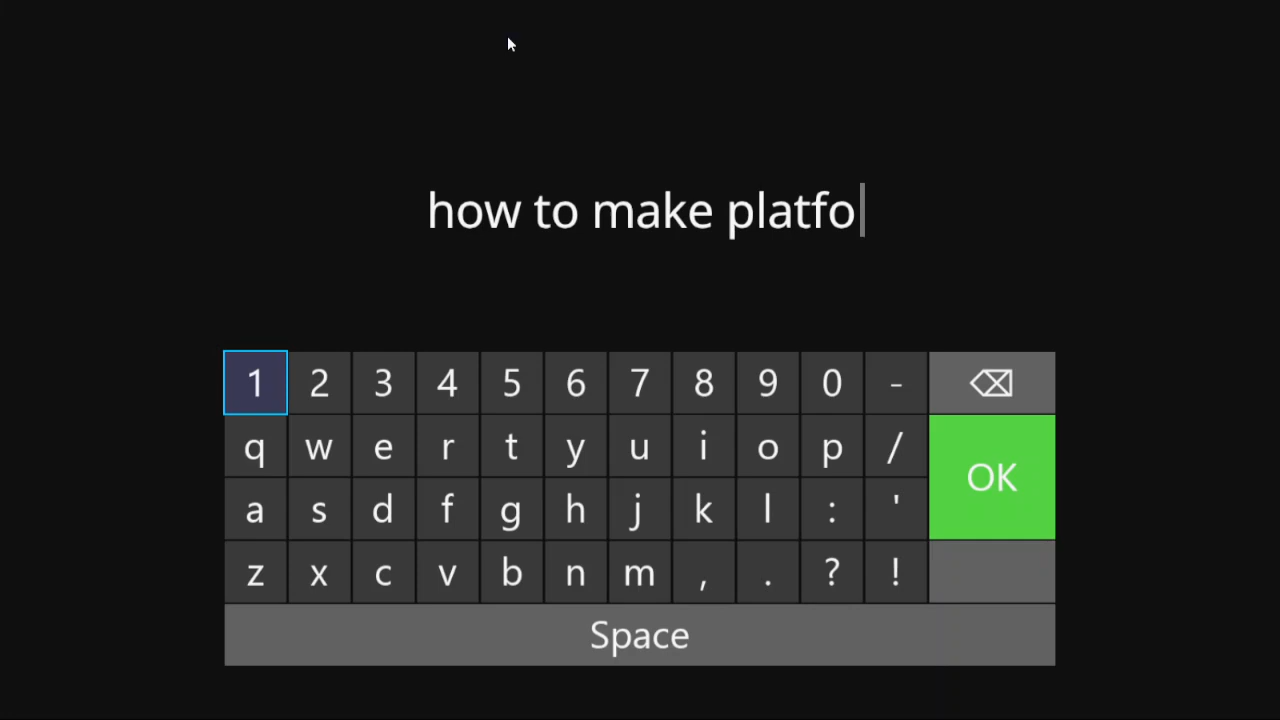 how to make platfo
1 2 3 4 5 6 7 8 9 0 - ⌫
q w e r t y u i o p /
OK
a s d f g h j k l : '
z x c v b n m , . ? !
Space